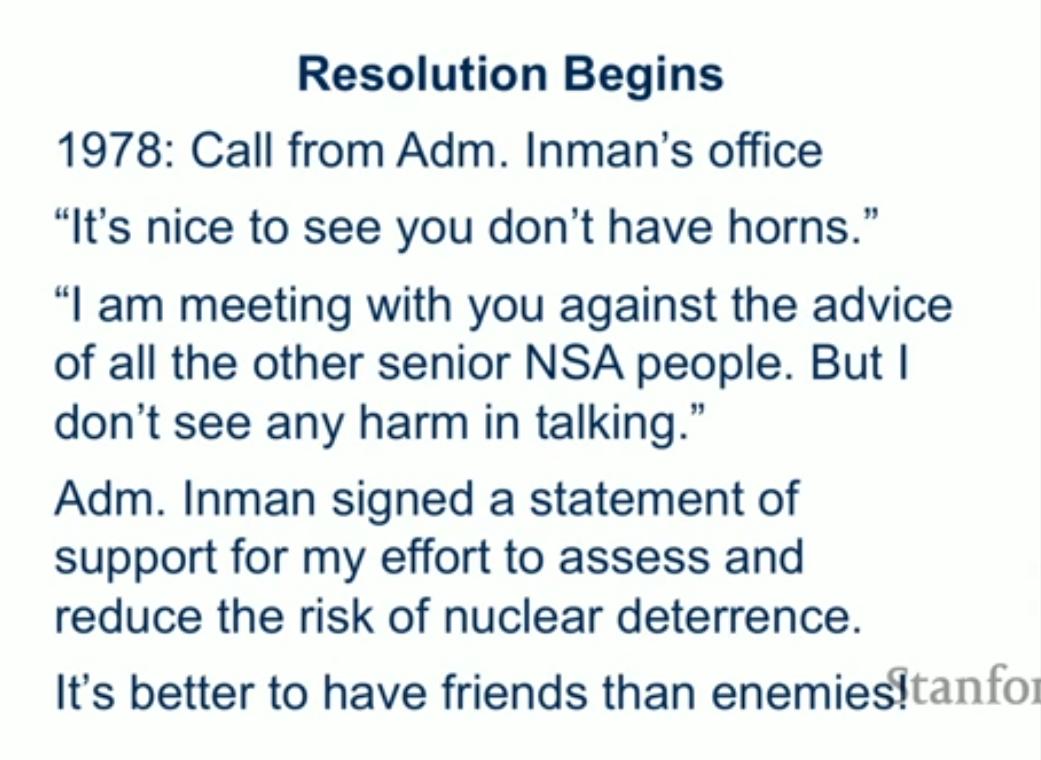 Resolution Begins
1978: Call from Adm. Inman’s office
“It’s nice to see you don’t have horns.”
“I am meeting with you against the advice
of all the other senior NSA people. But I
don’t see any harm in talking.”
Adm. Inman signed a statement of
support for my effort to assess and
reduce the risk of nuclear deterrence.
It’s better to have friends than enemies!
Stanfor